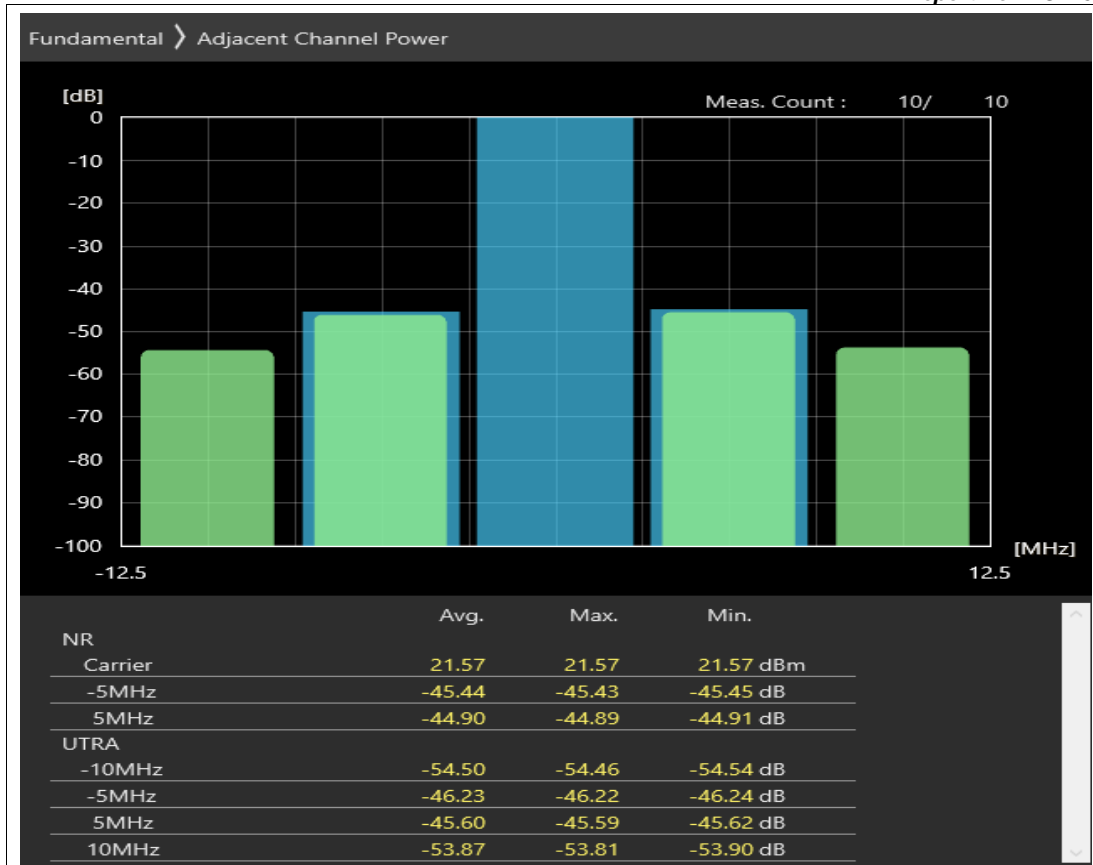 Fundamental 〉 Adjacent Channel Power
[dB]
Meas. Count : 10/ 10
0
-10
-20
-30
-40
-50
-60
-70
-80
-90
-100
[MHz]
-12.5 12.5
Avg. Max. Min.
NR
Carrier 21.57 21.57 21.57 dBm
-5MHz -45.44 -45.43 -45.45 dB
5MHz -44.90 -44.89 -44.91 dB
UTRA
-10MHz -54.50 -54.46 -54.54 dB
-5MHz -46.23 -46.22 -46.24 dB
5MHz -45.60 -45.59 -45.62 dB
10MHz -53.87 -53.81 -53.90 dB